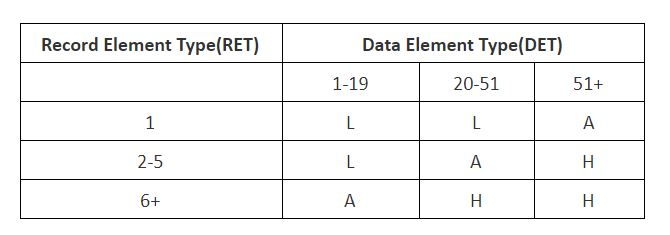 Record Element Type(RET) Data Element Type(DET)
1-19 20-51 51+
1 L L A
2-5 L A H
6+ A H H